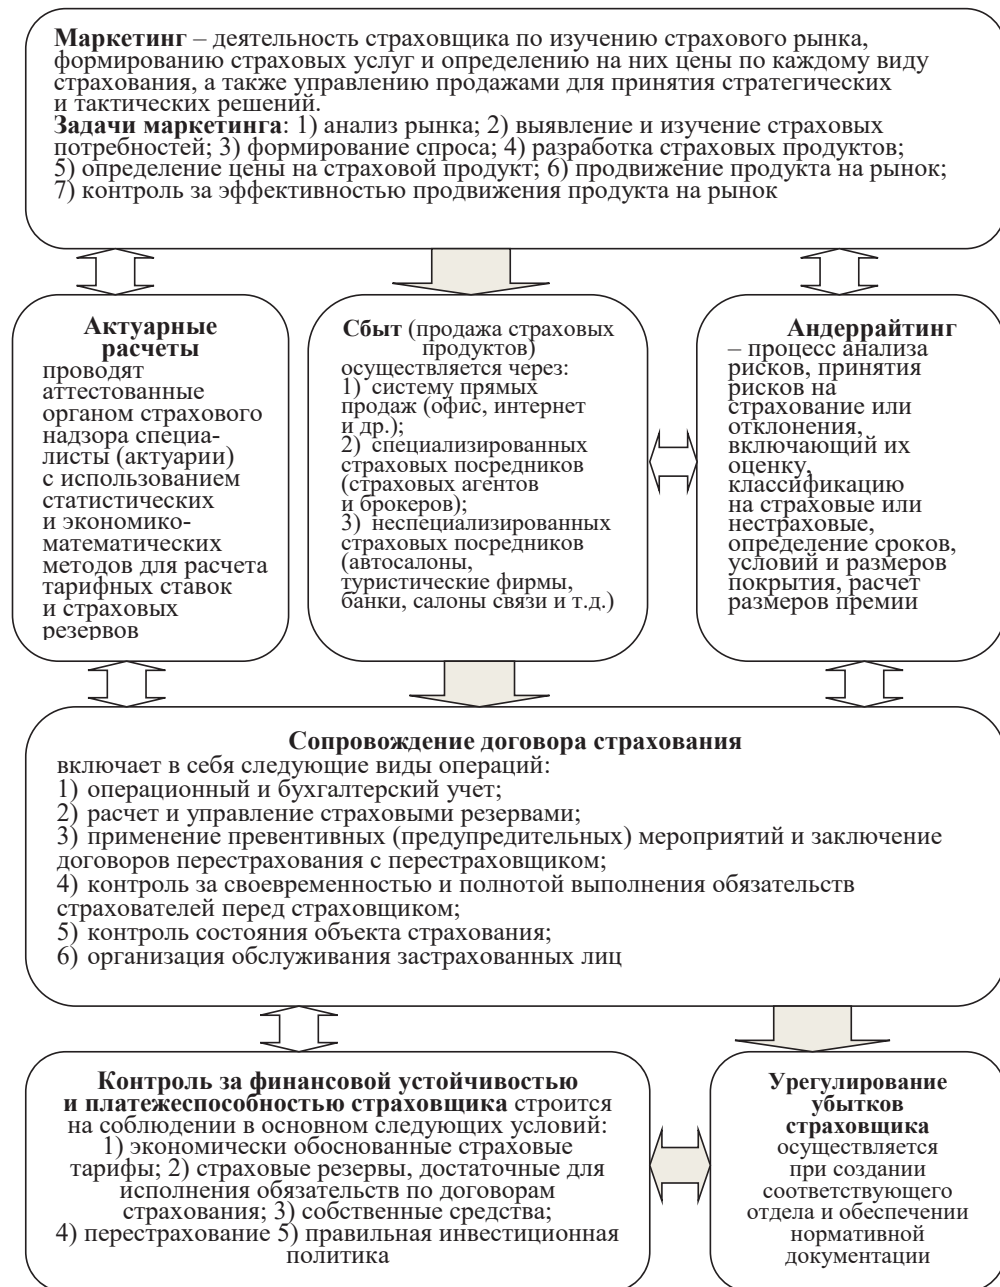 Маркетинг – деятельность страховщика по изучению страхового рынка,
формированию страховых услуг и определению на них цены по каждому виду
страхования, а также управлению продажами для принятия стратегических
и тактических решений.
Задачи маркетинга: 1) анализ рынка; 2) выявление и изучение страховых
потребностей; 3) формирование спроса; 4) разработка страховых продуктов;
5) определение цены на страховой продукт; 6) продвижение продукта на рынок;
7) контроль за эффективностью продвижения продукта на рынок
Актуарные
расчеты
проводят
аттестованные
органом страхового
надзора специа-
листы (актуарии)
с использованием
статистических
и экономико-
математических
методов для расчета
тарифных ставок
и страховых
резервов
Сбыт (продажа страховых
продуктов)
осуществляется через:
1) систему прямых
продаж (офис, интернет
и др.);
2) специализированных
страховых посредников
(страховых агентов
и брокеров);
3) неспециализированных
страховых посредников
(автосалоны,
туристические фирмы,
банки, салоны связи и т.д.)
Андеррайтинг
– процесс анализа
рисков, принятия
рисков на
страхование или
отклонения,
включающий их
оценку,
классификацию
на страховые или
нестраховые,
определение сроков,
условий и размеров
покрытия, расчет
размеров премии
Сопровождение договора страхования
включает в себя следующие виды операций:
1) операционный и бухгалтерский учет;
2) расчет и управление страховыми резервами;
3) применение превентивных (предупредительных) мероприятий и заключение
договоров перестрахования с перестраховщиком;
4) контроль за своевременностью и полнотой выполнения обязательств
страхователей перед страховщиком;
5) контроль состояния объекта страхования;
6) организация обслуживания застрахованных лиц
Контроль за финансовой устойчивостью
и платежеспособностью страховщика строится
на соблюдении в основном следующих условий:
1) экономически обоснованные страховые
тарифы; 2) страховые резервы, достаточные для
исполнения обязательств по договорам
страхования; 3) собственные средства;
4) перестрахование 5) правильная инвестиционная
политика
Урегулирование
убытков
страховщика
осуществляется
при создании
соответствующего
отдела и обеспечении
нормативной
документации